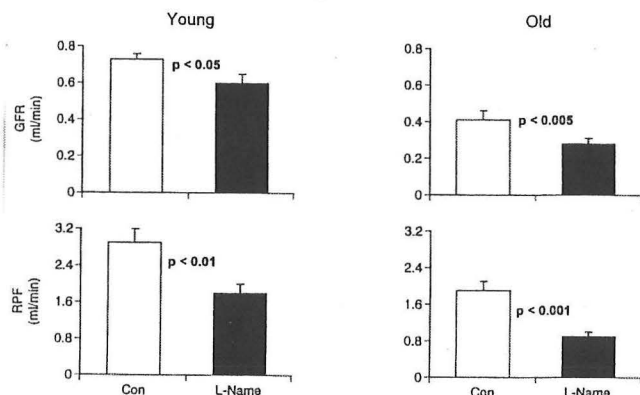 Young
Old
0.8
0.6
0.4
0.2
0
GFR
(ml/min)
p < 0.05
0.8
0.6
0.4
0.2
0
p < 0.005
3.2
2.4
1.6
0.8
0
RPF
(ml/min)
p < 0.01
Con
L-Name
3.2
2.4
1.6
0.8
0
p < 0.001
Con
L-Name